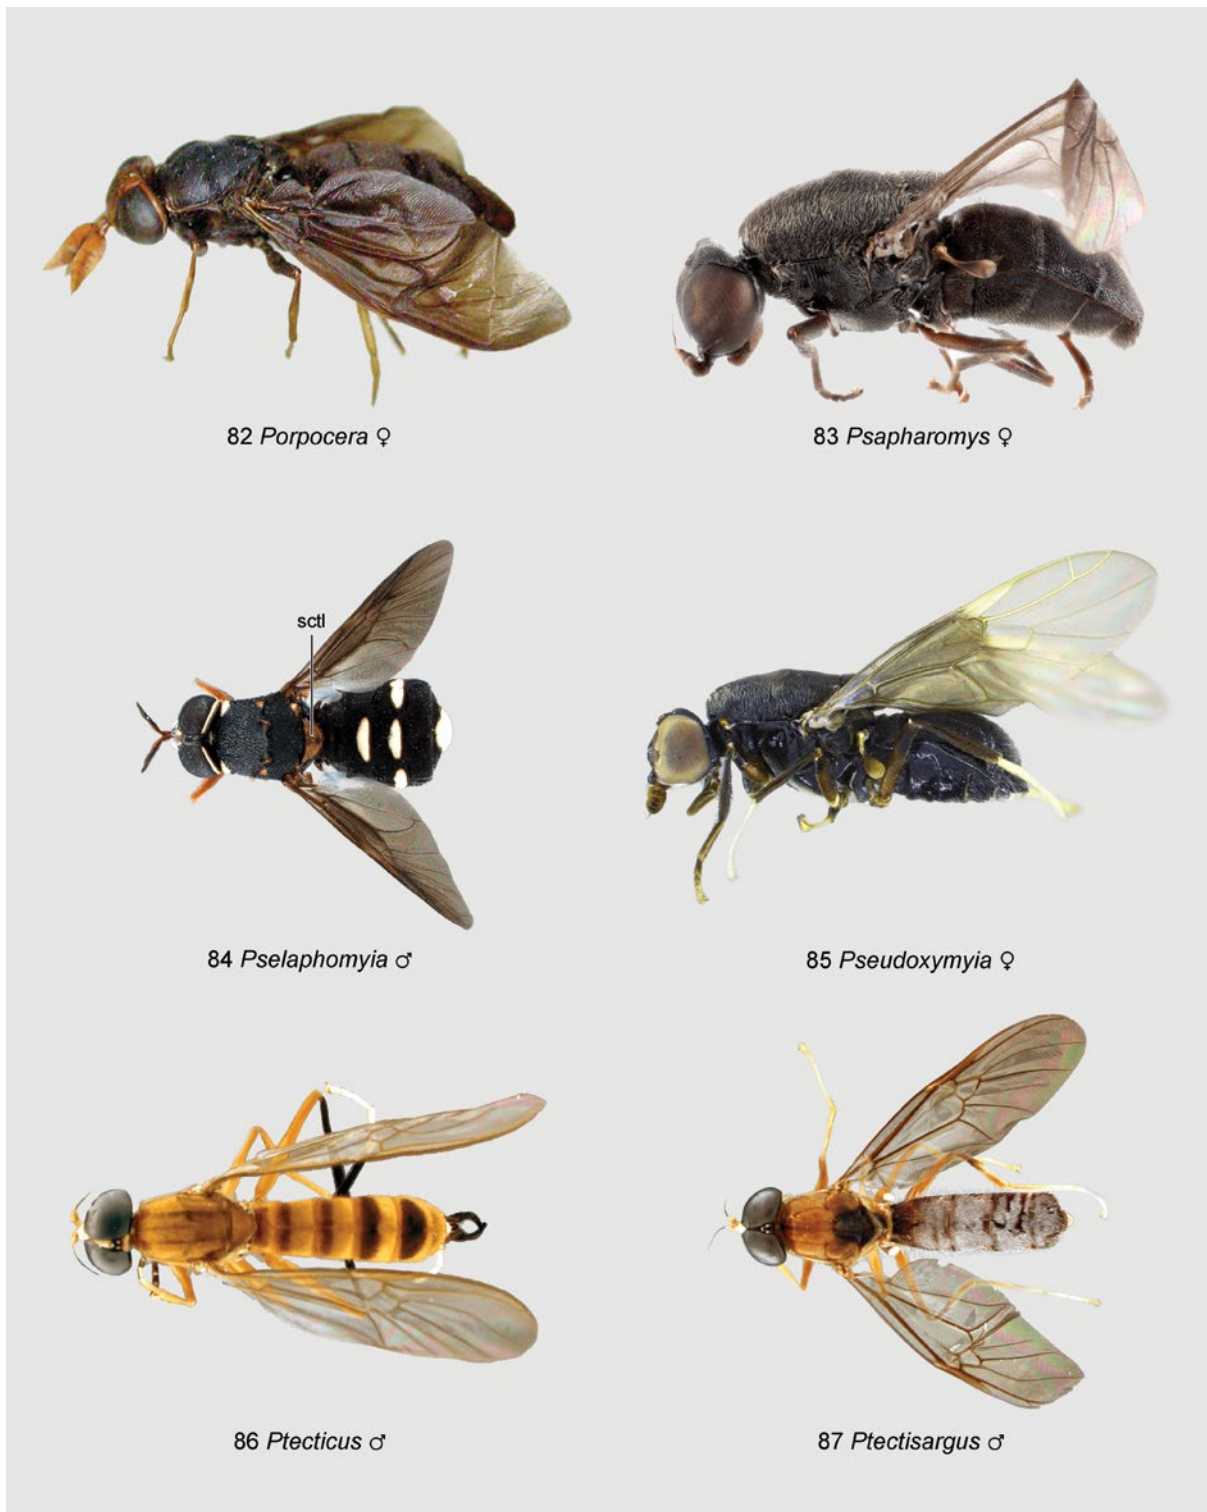 82 Porpocera ♀
83 Psapharomys ♀
sctl
84 Pselaphomyia ♂
85 Pseudoxymyia ♀
86 Ptecticus ♂
87 Ptectisargus ♂